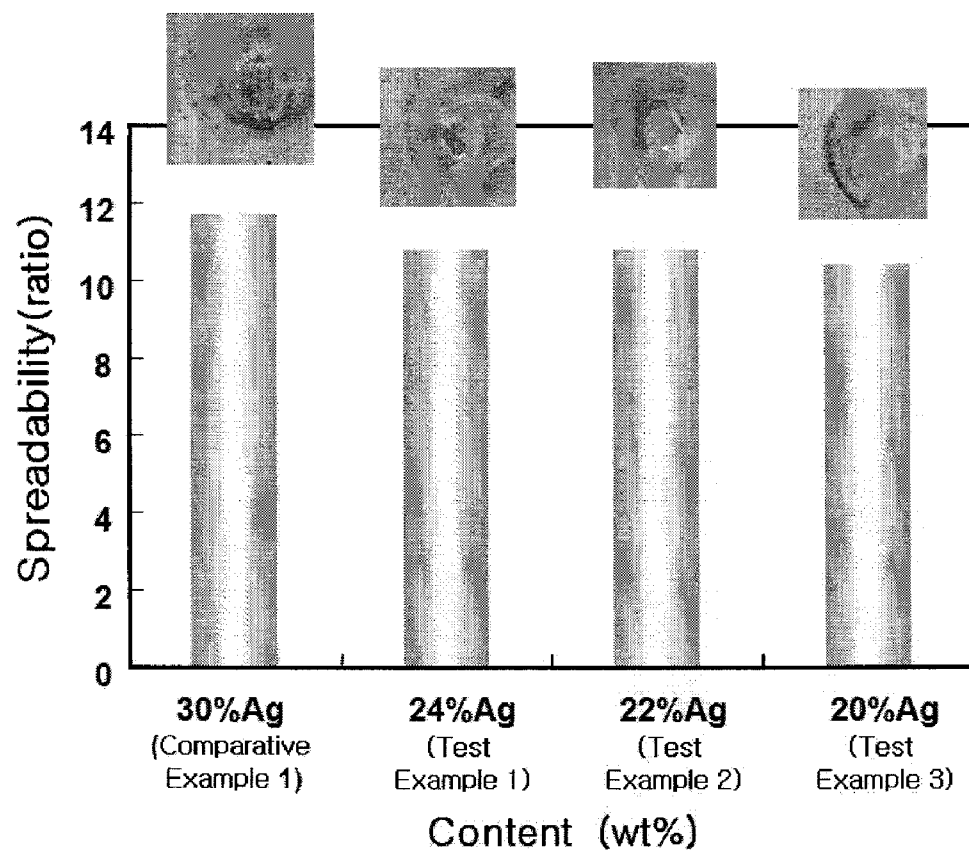 Spreadability(ratio)
14
12
10
8
6
4
2
0
30%Ag
(Comparative
Example 1)
24%Ag
(Test
Example 1)
22%Ag
(Test
Example 2)
20%Ag
(Test
Example 3)
Content (wt%)